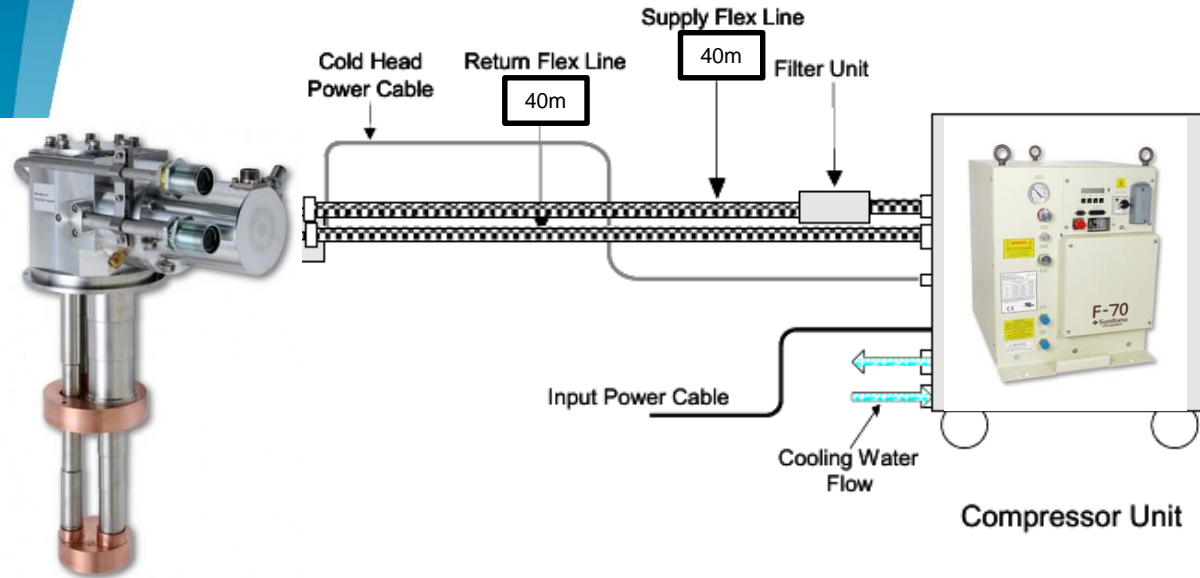 Supply Flex Line
40m
Cold Head
Power Cable
Return Flex Line
40m
Filter Unit
F-70
Sumitomo
Input Power Cable
Cooling Water
Flow
Compressor Unit